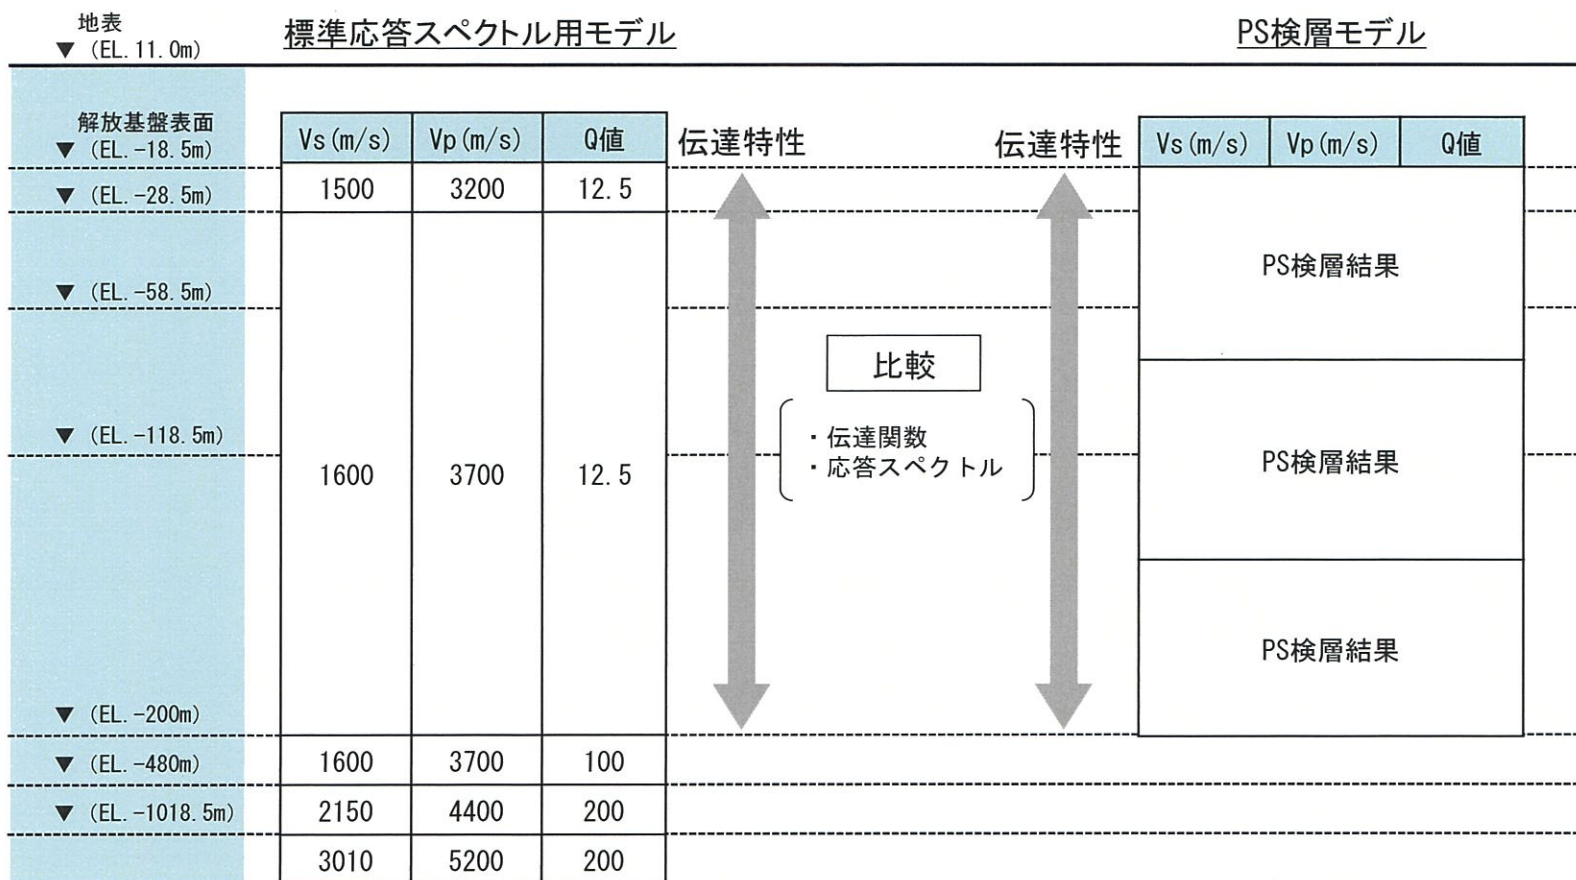 地表
▼ (EL. 11. 0m)
標準応答スペクトル用モデル
PS検層モデル
解放基盤表面
▼ (EL. -18. 5m)
Vs(m/s) Vp(m/s) Q値
伝達特性
伝達特性
Vs(m/s) Vp(m/s) Q値
▼ (EL. -28. 5m)
1500 3200 12. 5
PS検層結果
▼ (EL. -58. 5m)
比較
・伝達関数
・応答スペクトル
▼ (EL. -118. 5m)
1600 3700 12. 5
PS検層結果
PS検層結果
▼ (EL. -200m)
▼ (EL. -480m)
1600 3700 100
▼ (EL. -1018. 5m)
2150 4400 200
3010 5200 200